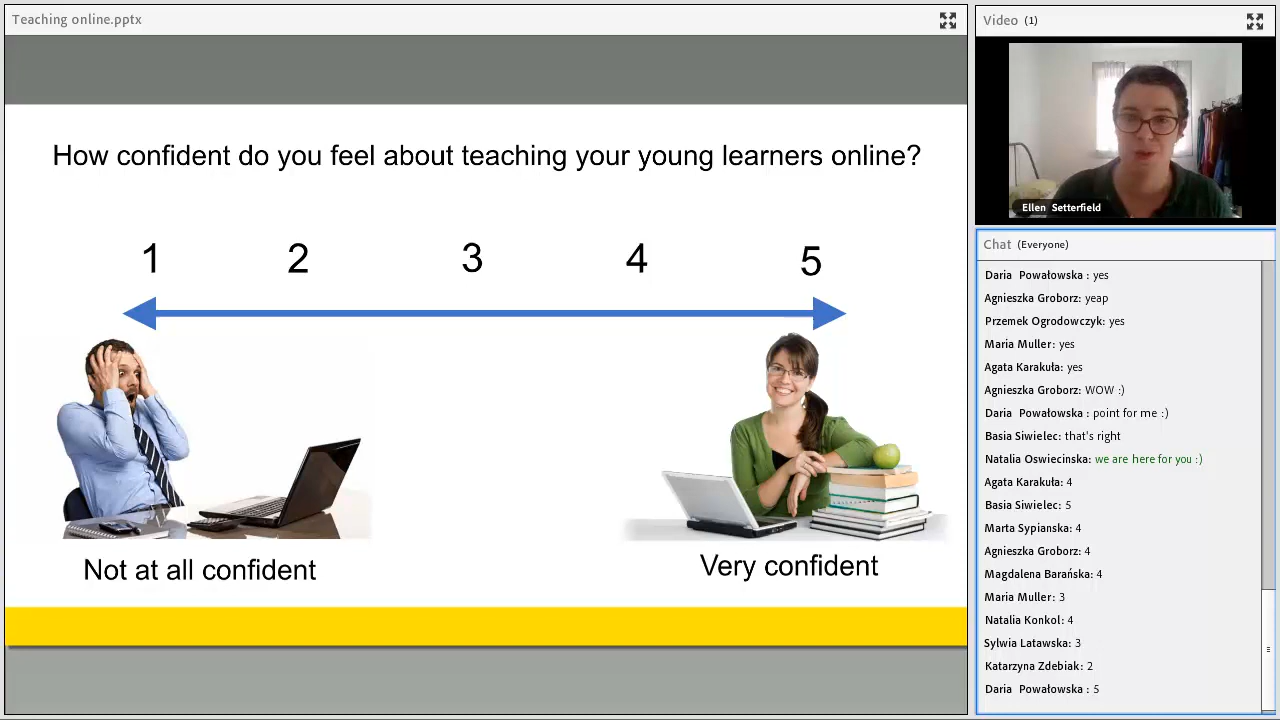 Teaching online.pptx
How confident do you feel about teaching your young learners online?
1 2 3 4 5
Not at all confident
Very confident
Video (1)
Ellen Setterfield
Chat (Everyone)
Daria Powałowska : yes
Agnieszka Groborz: yeap
Przemek Ogrodowczyk: yes
Maria Muller: yes
Agata Karakuła: yes
Agnieszka Groborz: WOW :)
Daria Powałowska : point for me :)
Basia Siwielec: that's right
Natalia Oswiecinska: we are here for you :)
Agata Karakuła: 4
Basia Siwielec: 5
Marta Sypianska: 4
Agnieszka Groborz: 4
Magdalena Barańska: 4
Maria Muller: 3
Natalia Konkol: 4
Sylwia Latawska: 3
Katarzyna Zdebiak: 2
Daria Powałowska : 5